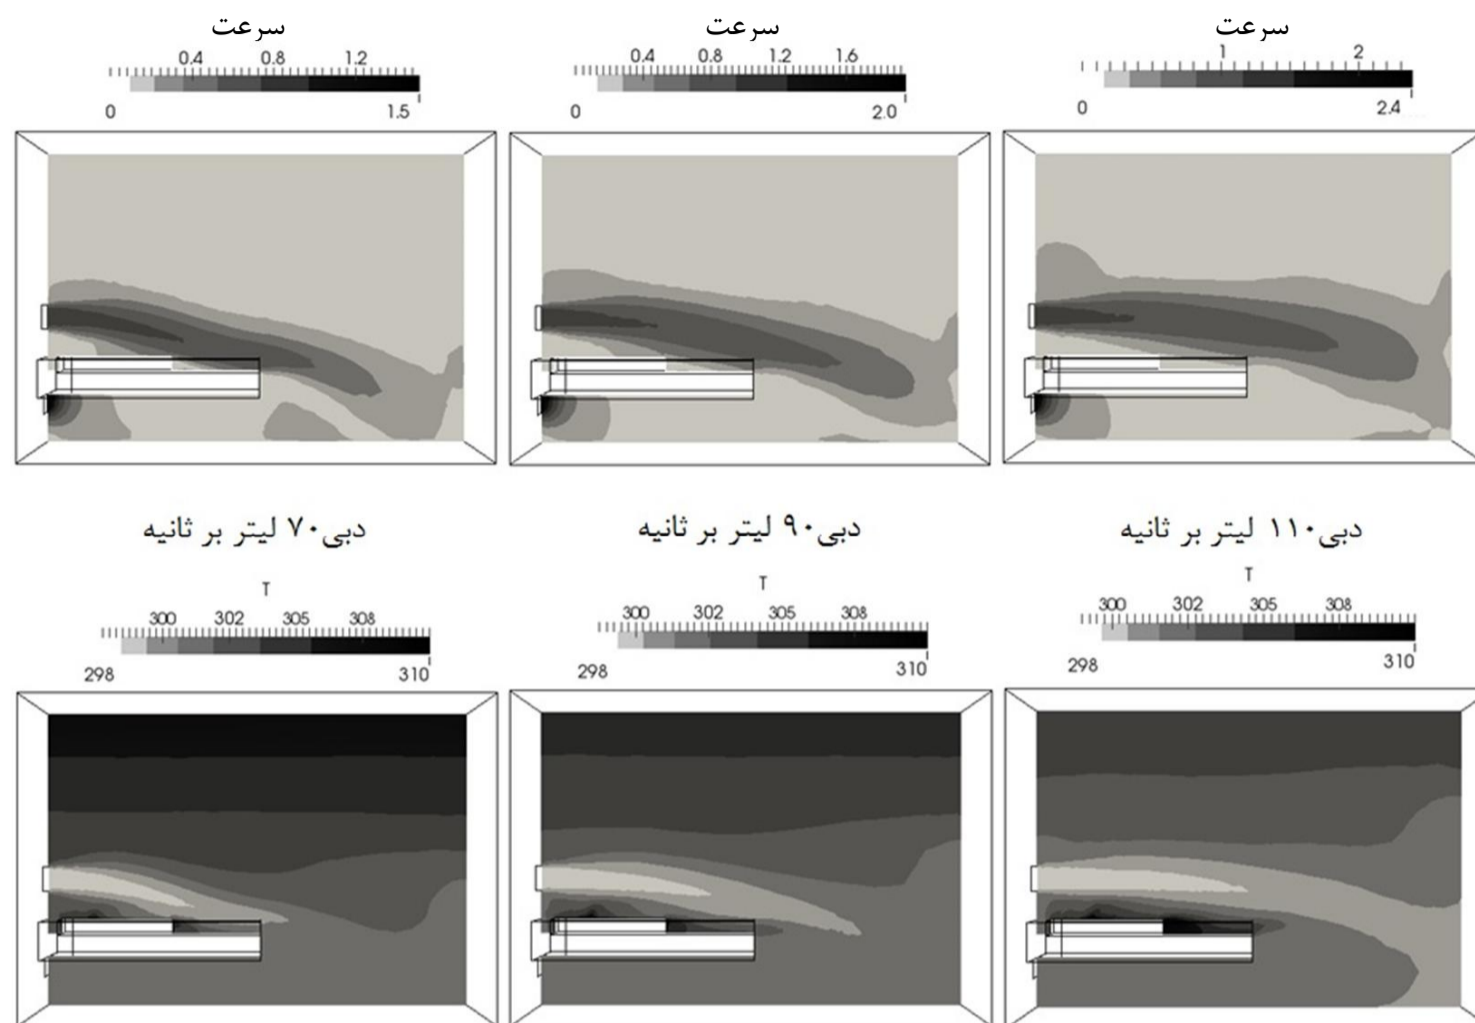 سرعت
0.4 0.8 1.2
0 1.5
سرعت
0.4 0.8 1.2 1.6
0 2.0
سرعت
1 2
0 2.4
دبی۷۰ لیتر بر ثانیه
دبی۹۰ لیتر بر ثانیه
دبی۱۱۰ لیتر بر ثانیه
T
300 302 305 308
298 310
T
300 302 305 308
298 310
T
300 302 305 308
298 310